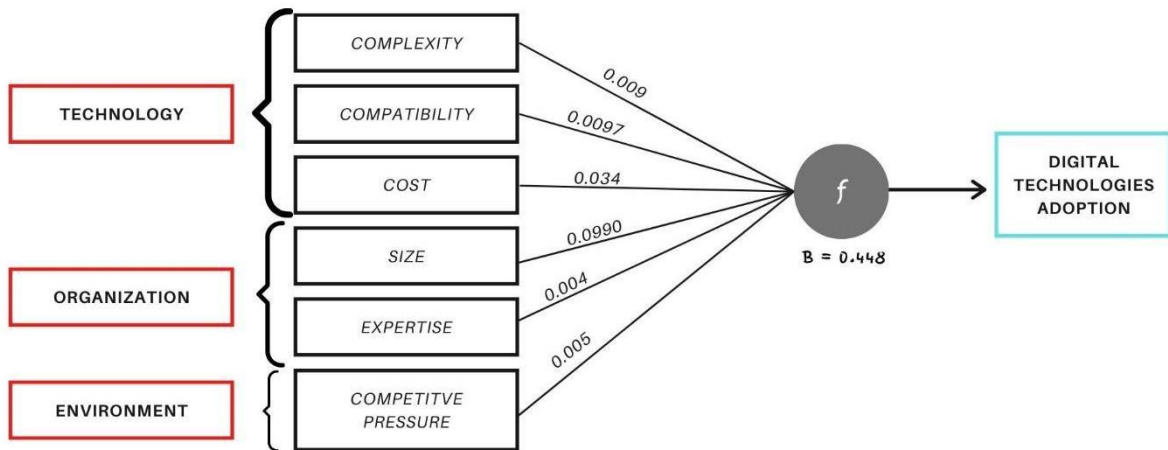 TECHNOLOGY
COMPLEXITY
COMPATIBILITY
COST
ORGANIZATION
SIZE
EXPERTISE
ENVIRONMENT
COMPETITVE
PRESSURE
0.009
0.0097
0.034
0.0990
0.004
0.005
f
B = 0.448
DIGITAL
TECHNOLOGIES
ADOPTION